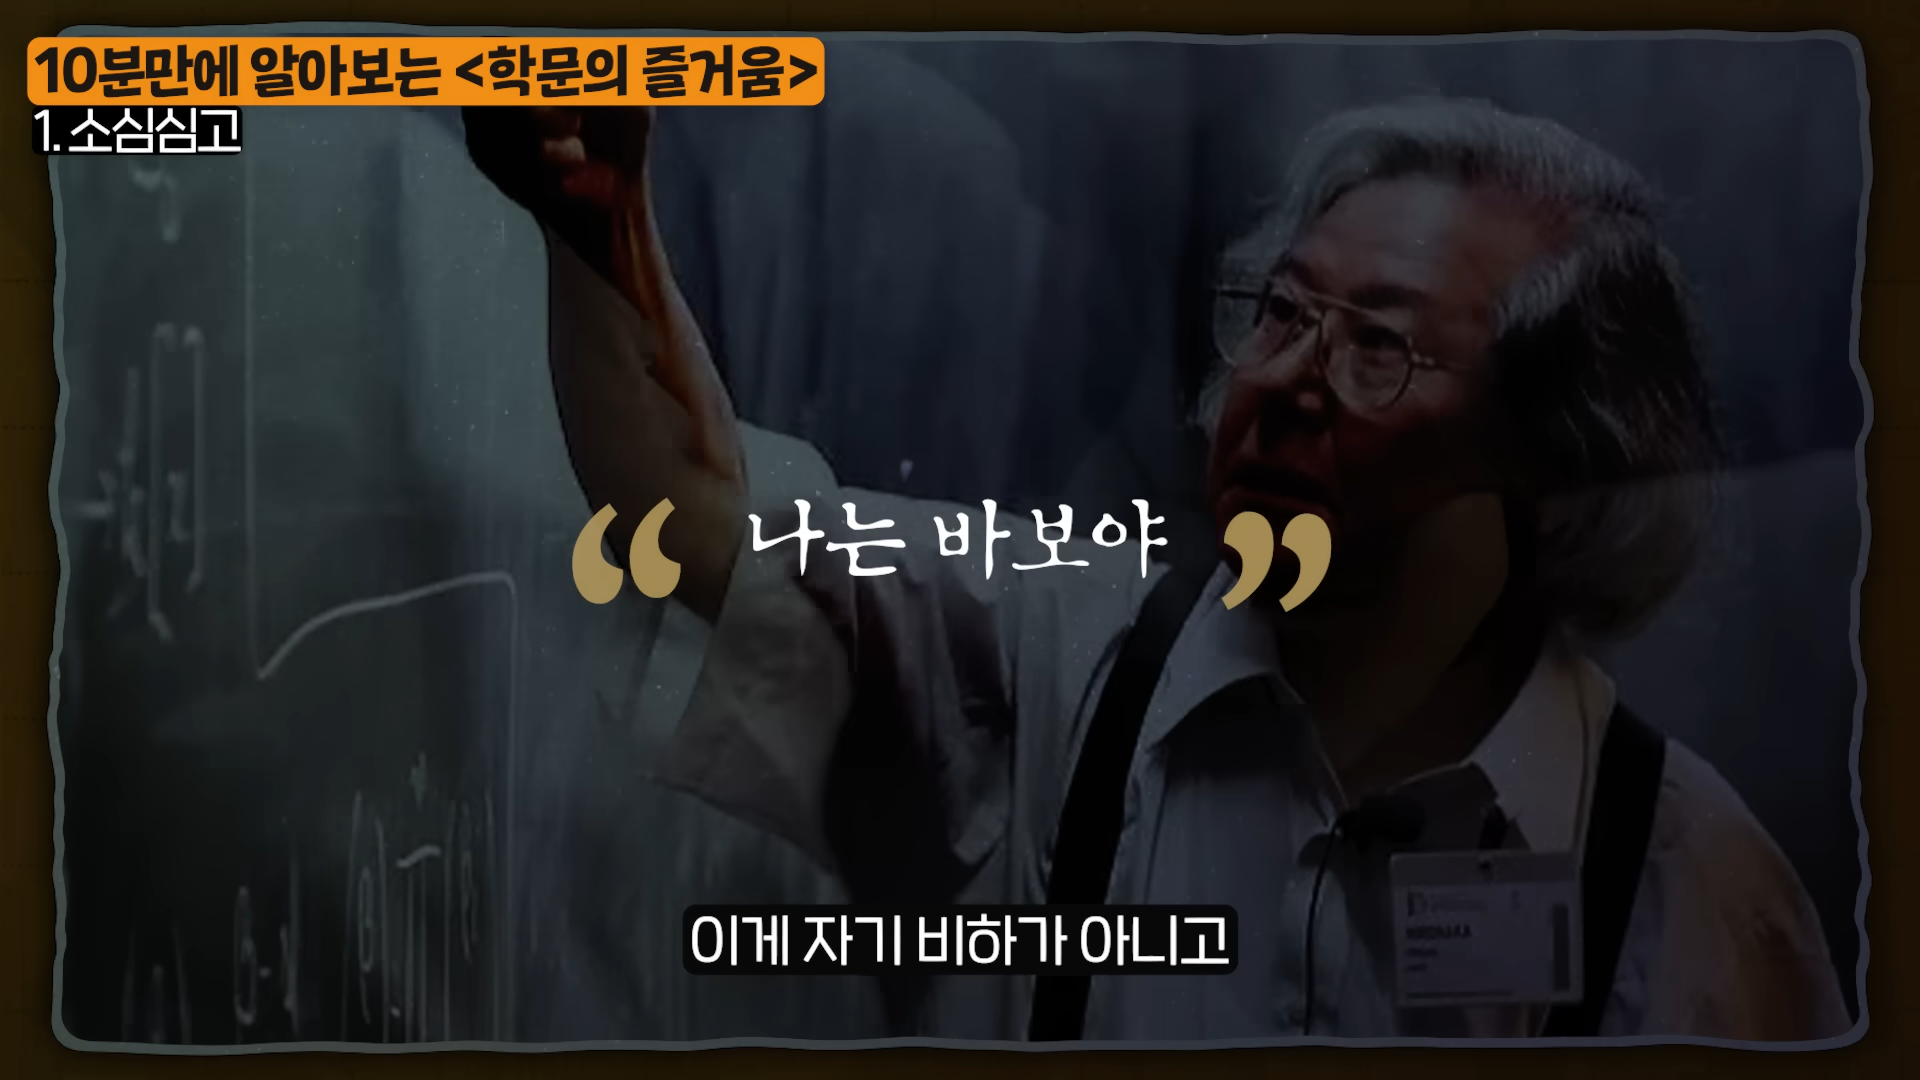 10분만에 알아보는 <학문의 즐거움>
1. 소심심고
“ 나는 바보야 ”
이게 자기 비하가 아니고
HIRONAKA